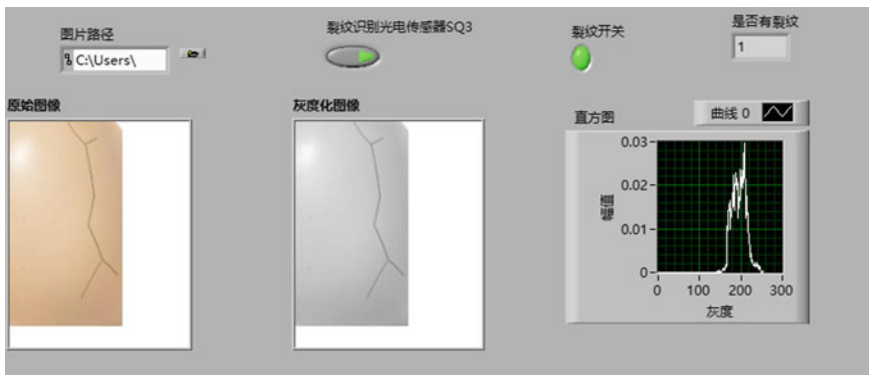 图片路径
C:\Users\
裂纹识别光电传感器SQ3
裂纹开关
是否有裂纹
1
原始图像
灰度化图像
直方图
曲线 0
幅值
0.03
0.02
0.01
0
0 100 200 300
灰度